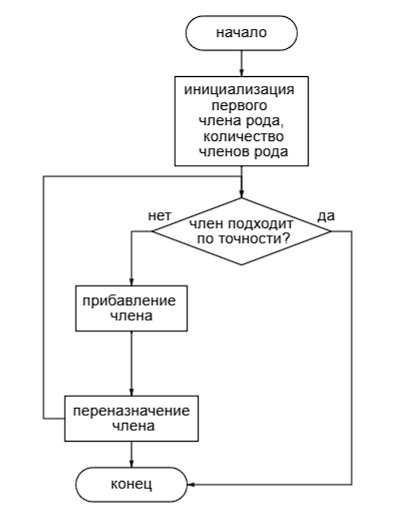 начало
инициализация
первого
члена рода,
количество
членов рода
нет
да
член подходит
по точности?
прибавление
члена
переназначение
члена
конец